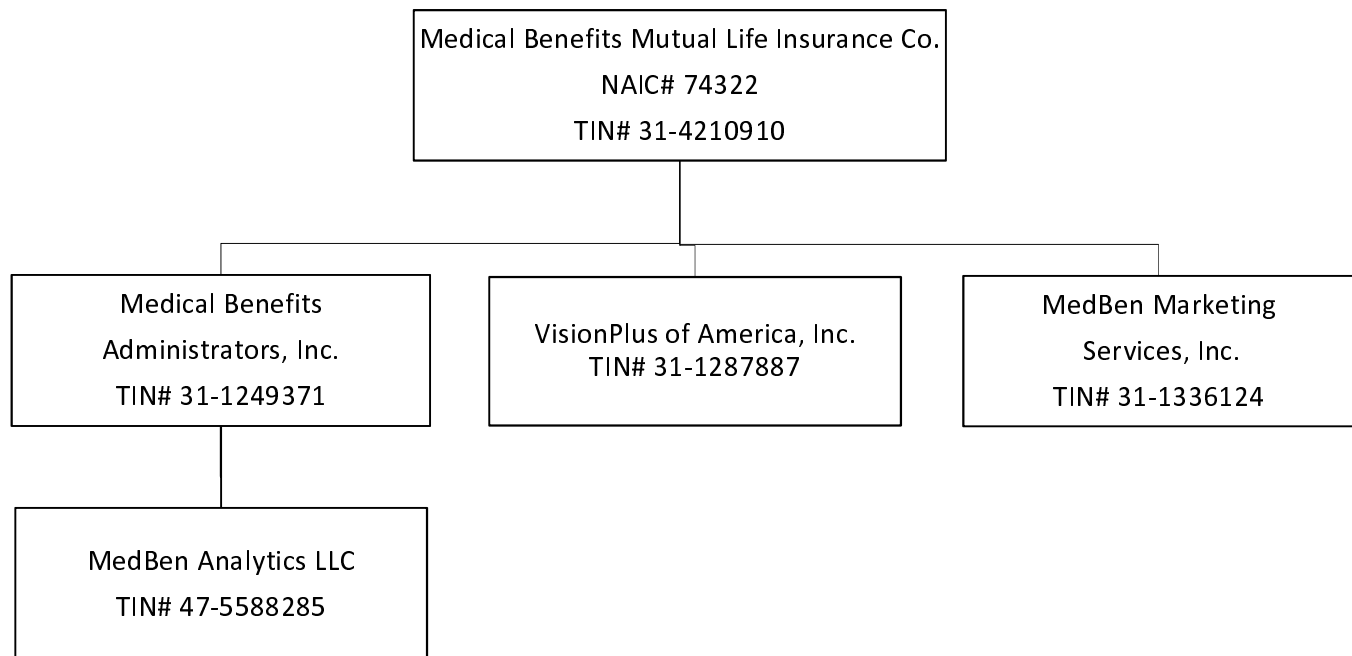 Medical Benefits Mutual Life Insurance Co.
NAIC# 74322
TIN# 31-4210910
Medical Benefits
Administrators, Inc.
TIN# 31-1249371
VisionPlus of America, Inc.
TIN# 31-1287887
MedBen Marketing
Services, Inc.
TIN# 31-1336124
MedBen Analytics LLC
TIN# 47-5588285